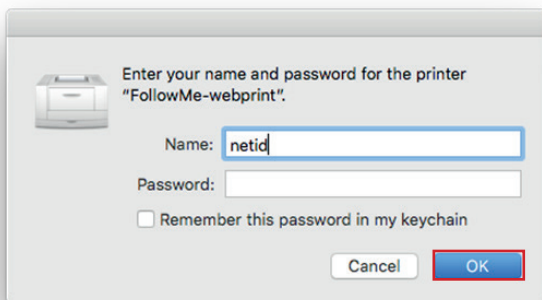 Enter your name and password for the printer
“FollowMe-webprint”.
Name: netid
Password:
Remember this password in my keychain
Cancel OK